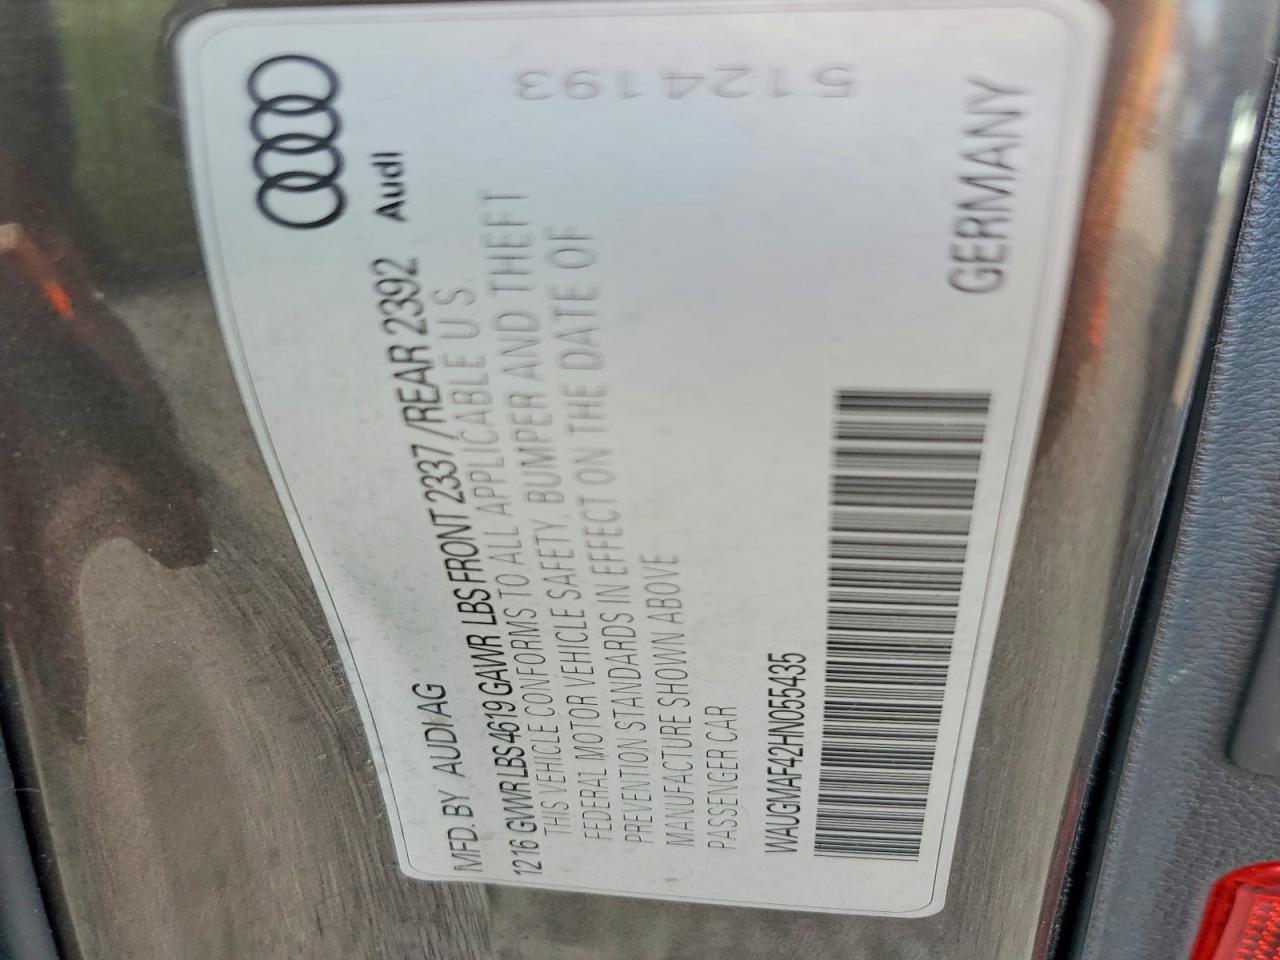 Audi
MFD. BY AUDI AG
12 16 GVWR LBS 4619 GAWR LBS FRONT 2337 /REAR 2392
THIS VEHICLE CONFORMS TO ALL APPLICABLE U.S.
FEDERAL MOTOR VEHICLE SAFETY, BUMPER AND THEFT
PREVENTION STANDARDS IN EFFECT ON THE DATE OF
MANUFACTURE SHOWN ABOVE
PASSENGER CAR
WAUGMAF42HN055435
GERMANY
5124193